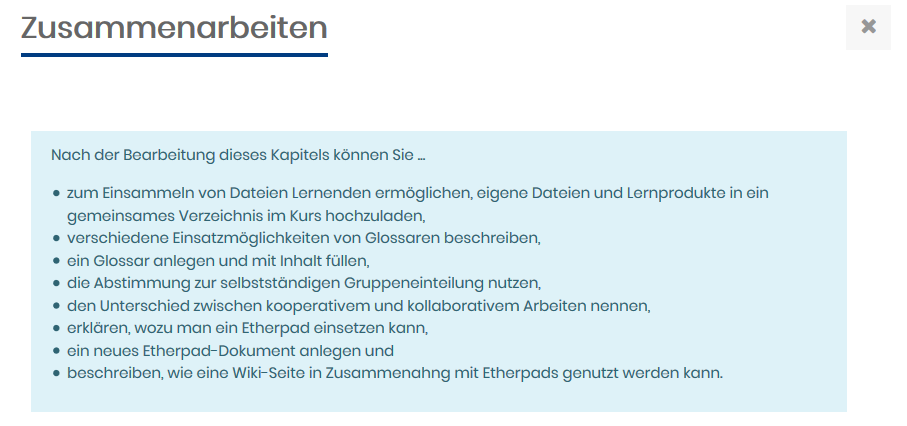 Zusammenarbeiten
Nach der Bearbeitung dieses Kapitels können Sie ...
• zum Einsammeln von Dateien Lernenden ermöglichen, eigene Dateien und Lernprodukte in ein
gemeinsames Verzeichnis im Kurs hochzuladen,
• verschiedene Einsatzmöglichkeiten von Glossaren beschreiben,
• ein Glossar anlegen und mit Inhalt füllen,
• die Abstimmung zur selbstständigen Gruppeneinteilung nutzen,
• den Unterschied zwischen kooperativem und kollaborativem Arbeiten nennen,
• erklären, wozu man ein Etherpad einsetzen kann,
• ein neues Etherpad-Dokument anlegen und
• beschreiben, wie eine Wiki-Seite in Zusammenahng mit Etherpads genutzt werden kann.